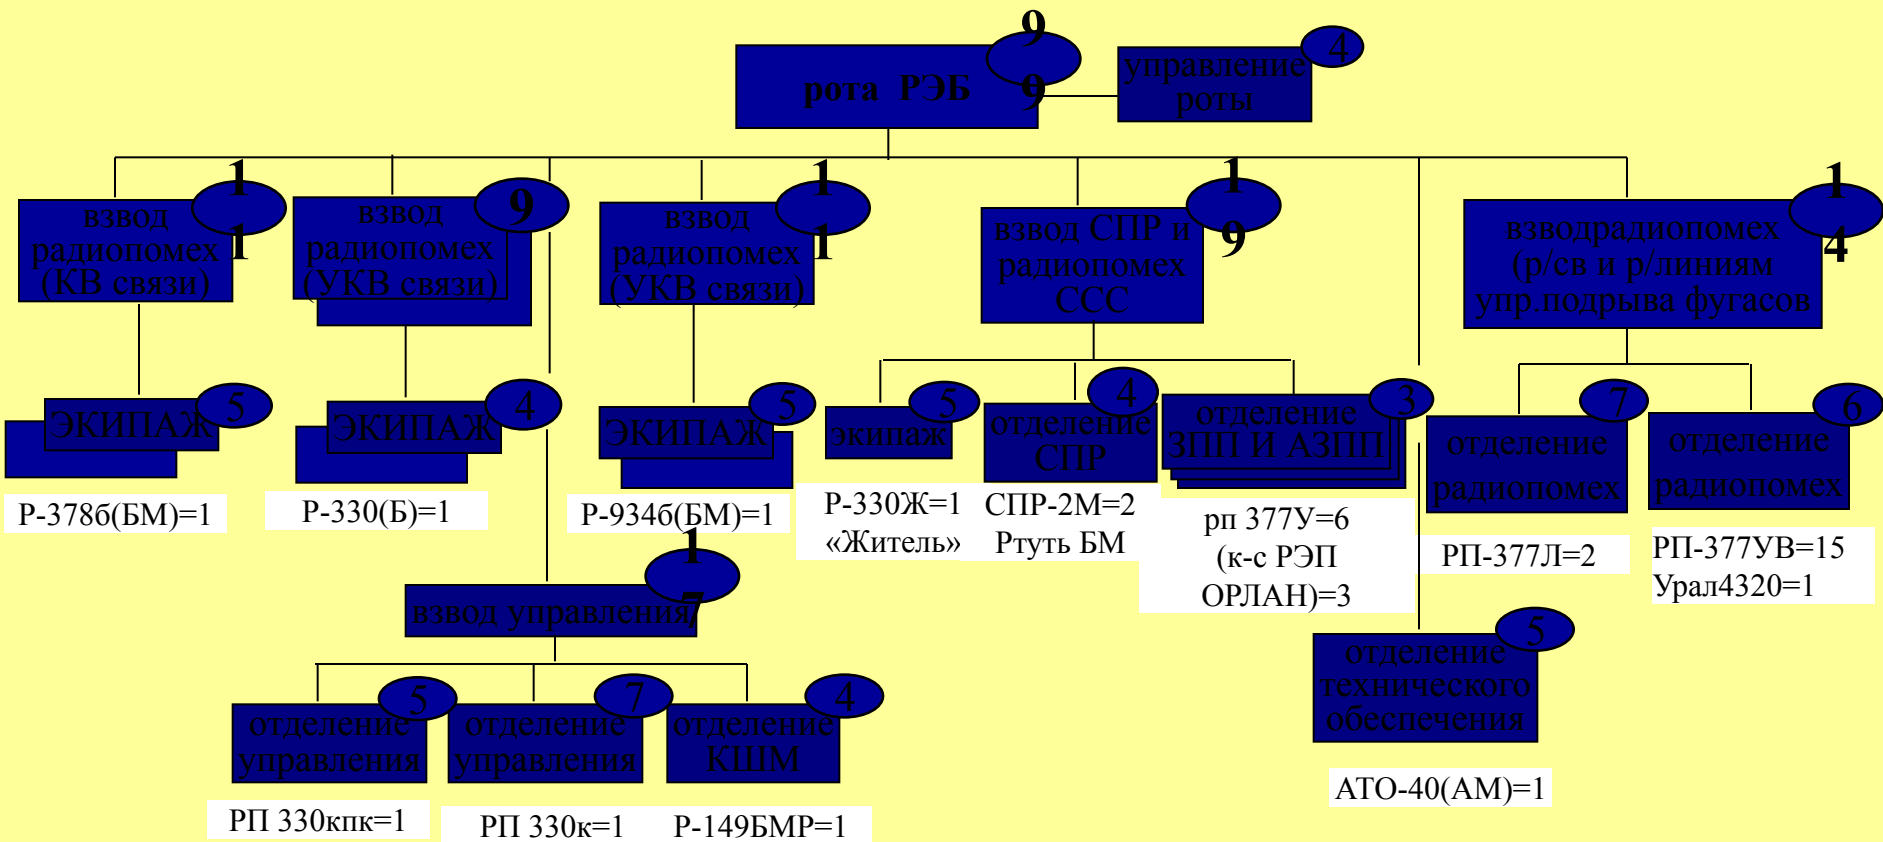 99
рота РЭБ
4
управление
роты
11
взвод
радиопомех
(КВ связи)
9
взвод
радиопомех
(УКВ связи)
11
взвод
радиопомех
(УКВ связи)
19
взвод СПР и
радиопомех
ССС
14
взводрадиопомех
(р/св и р/линиям
упр.подрыва фугасов
5
ЭКИПАЖ
Р-378б(БМ)=1
4
ЭКИПАЖ
Р-330(Б)=1
5
ЭКИПАЖ
Р-934б(БМ)=1
5
экипаж
Р-330Ж=1
«Житель»
4
отделение
СПР
СПР-2М=2
Ртуть БМ
3
отделение
ЗПП И АЗПП
рп 377У=6
(к-с РЭП
ОРЛАН)=3
7
отделение
радиопомех
РП-377Л=2
6
отделение
радиопомех
РП-377УВ=15
Урал4320=1
17
взвод управления
5
отделение
управления
РП 330кпк=1
7
отделение
управления
РП 330к=1
4
отделение
КШМ
Р-149БМР=1
5
отделение
технического
обеспечения
АТО-40(АМ)=1